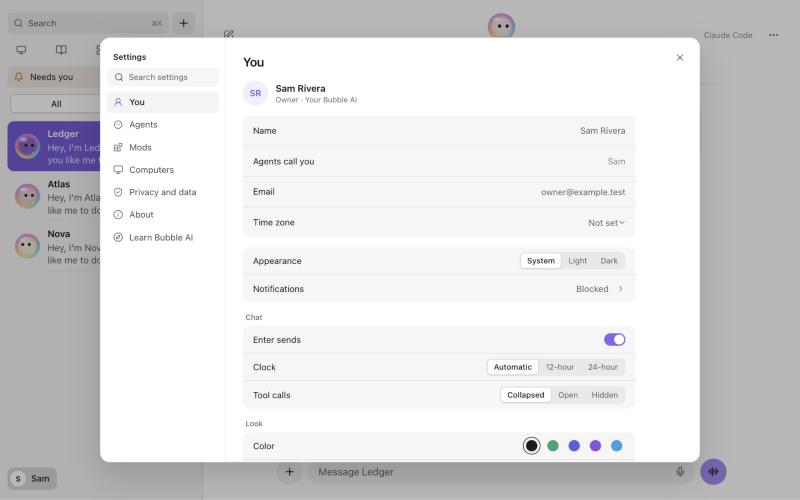 Search
⌘K
Claude Code
Needs you
All
Ledger
Hey, I'm Led
you like me t
Atlas
Hey, I'm Atla
like me to do
Nova
Hey, I'm Nov
like me to do
S
Sam
Message Ledger
Settings
Search settings
You
Agents
Mods
Computers
Privacy and data
About
Learn Bubble AI
You
SR
Sam Rivera
Owner · Your Bubble AI
Name
Sam Rivera
Agents call you
Sam
Email
owner@example.test
Time zone
Not set
Appearance
System
Light
Dark
Notifications
Blocked
Chat
Enter sends
Clock
Automatic
12-hour
24-hour
Tool calls
Collapsed
Open
Hidden
Look
Color